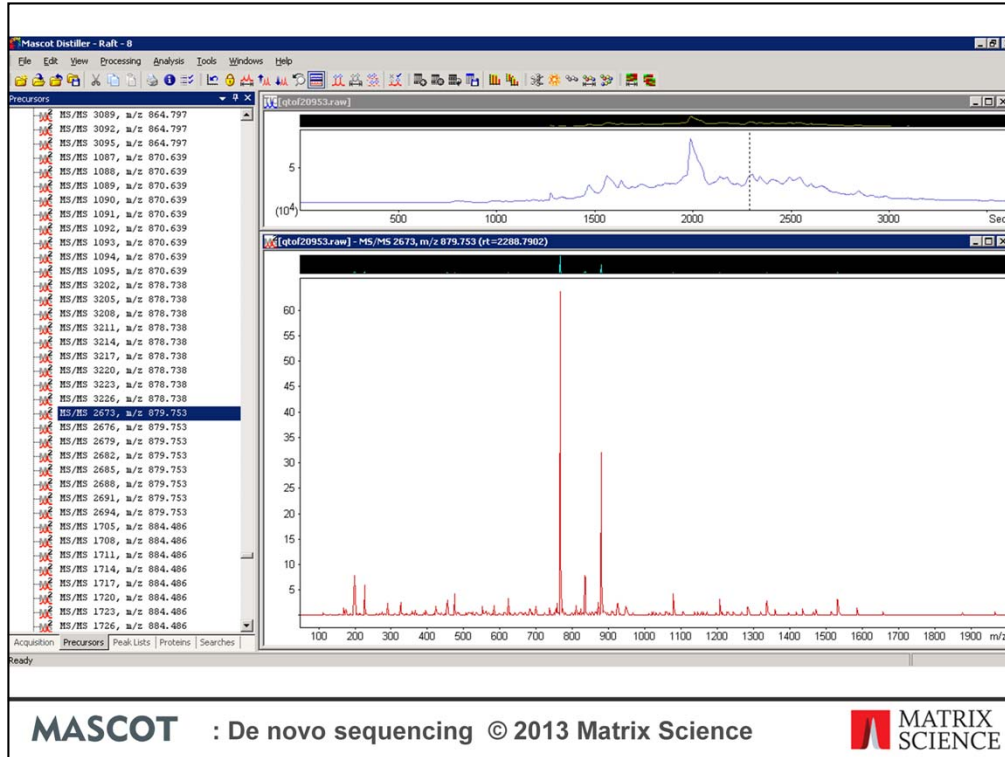 Mascot Distiller - Raft - 8
File Edit View Processing Analysis Tools Windows Help
Precursors
MS/MS 3089, m/z 864.797
MS/MS 3092, m/z 864.797
MS/MS 3095, m/z 864.797
MS/MS 1087, m/z 870.639
MS/MS 1088, m/z 870.639
MS/MS 1089, m/z 870.639
MS/MS 1090, m/z 870.639
MS/MS 1091, m/z 870.639
MS/MS 1092, m/z 870.639
MS/MS 1093, m/z 870.639
MS/MS 1094, m/z 870.639
MS/MS 1095, m/z 870.639
MS/MS 3202, m/z 878.738
MS/MS 3205, m/z 878.738
MS/MS 3208, m/z 878.738
MS/MS 3211, m/z 878.738
MS/MS 3214, m/z 878.738
MS/MS 3217, m/z 878.738
MS/MS 3220, m/z 878.738
MS/MS 3223, m/z 878.738
MS/MS 3226, m/z 878.738
MS/MS 2673, m/z 879.753
MS/MS 2676, m/z 879.753
MS/MS 2679, m/z 879.753
MS/MS 2682, m/z 879.753
MS/MS 2685, m/z 879.753
MS/MS 2688, m/z 879.753
MS/MS 2691, m/z 879.753
MS/MS 2694, m/z 879.753
MS/MS 1705, m/z 884.486
MS/MS 1708, m/z 884.486
MS/MS 1711, m/z 884.486
MS/MS 1714, m/z 884.486
MS/MS 1717, m/z 884.486
MS/MS 1720, m/z 884.486
MS/MS 1723, m/z 884.486
MS/MS 1726, m/z 884.486
Acquisition Precursors Peak Lists Proteins Searches
Ready
[qtof20953.raw]
5
(10⁴)
500 1000 1500 2000 2500 3000 Sec
[qtof20953.raw] - MS/MS 2673, m/z 879.753 (rt=2288.7902)
60
55
50
45
40
35
30
25
20
15
10
5
100 200 300 400 500 600 700 800 900 1000 1100 1200 1300 1400 1500 1600 1700 1800 1900 m/z
MASCOT : De novo sequencing © 2013 Matrix Science
MATRIX
SCIENCE